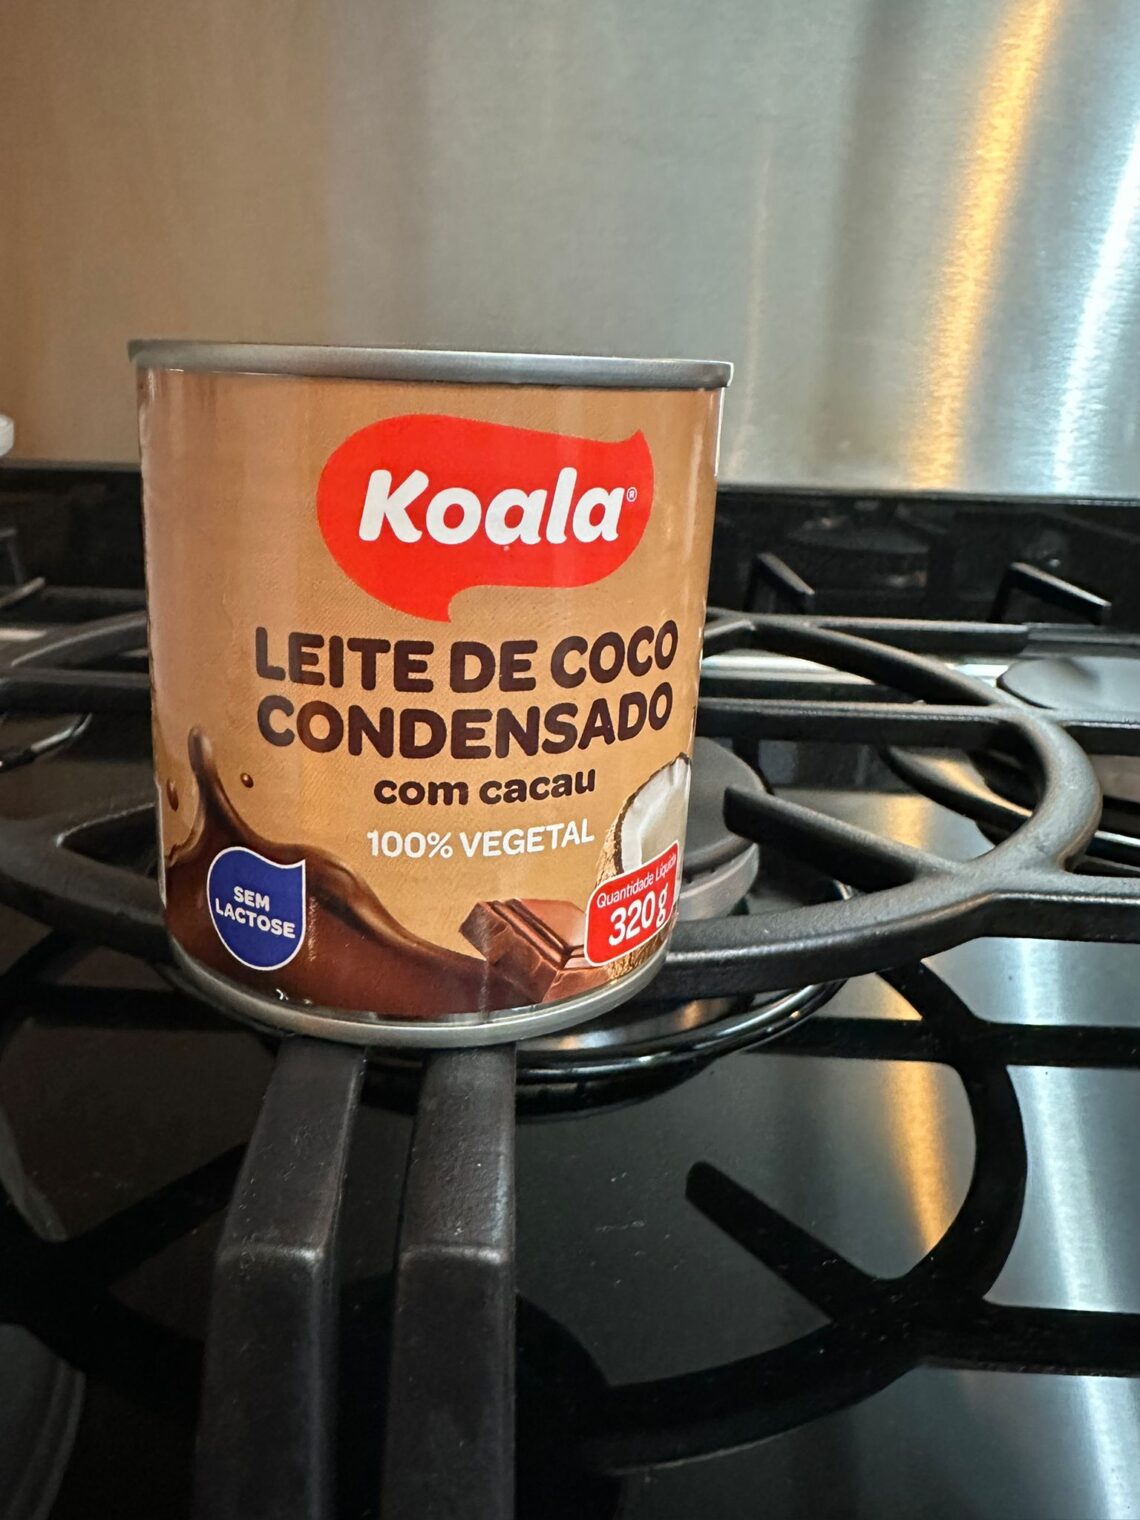 Koala®
LEITE DE COCO
CONDENSADO
com cacau
100% VEGETAL
SEM
LACTOSE
Quantidade Líquida
320g